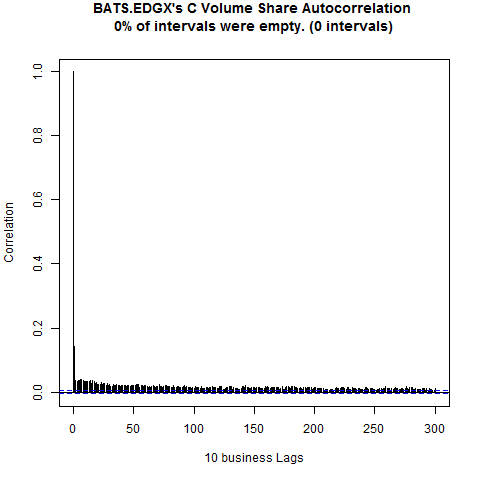 BATS.EDGX's C Volume Share Autocorrelation
0% of intervals were empty. (0 intervals)
Correlation
1.0
0.8
0.6
0.4
0.2
0.0
0 50 100 150 200 250 300
10 business Lags